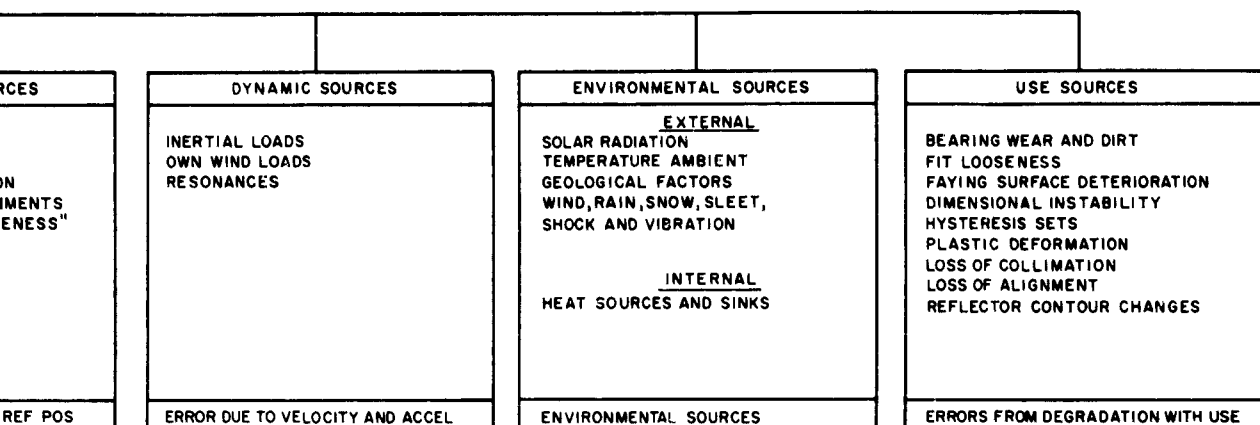 RCES
ON
NMENTS
ENESS"
REF POS
DYNAMIC SOURCES
INERTIAL LOADS
OWN WIND LOADS
RESONANCES
ERROR DUE TO VELOCITY AND ACCEL
ENVIRONMENTAL SOURCES
EXTERNAL
SOLAR RADIATION
TEMPERATURE AMBIENT
GEOLOGICAL FACTORS
WIND, RAIN, SNOW, SLEET,
SHOCK AND VIBRATION
INTERNAL
HEAT SOURCES AND SINKS
ENVIRONMENTAL SOURCES
USE SOURCES
BEARING WEAR AND DIRT
FIT LOOSENESS
FAYING SURFACE DETERIORATION
DIMENSIONAL INSTABILITY
HYSTERESIS SETS
PLASTIC DEFORMATION
LOSS OF COLLIMATION
LOSS OF ALIGNMENT
REFLECTOR CONTOUR CHANGES
ERRORS FROM DEGRADATION WITH USE